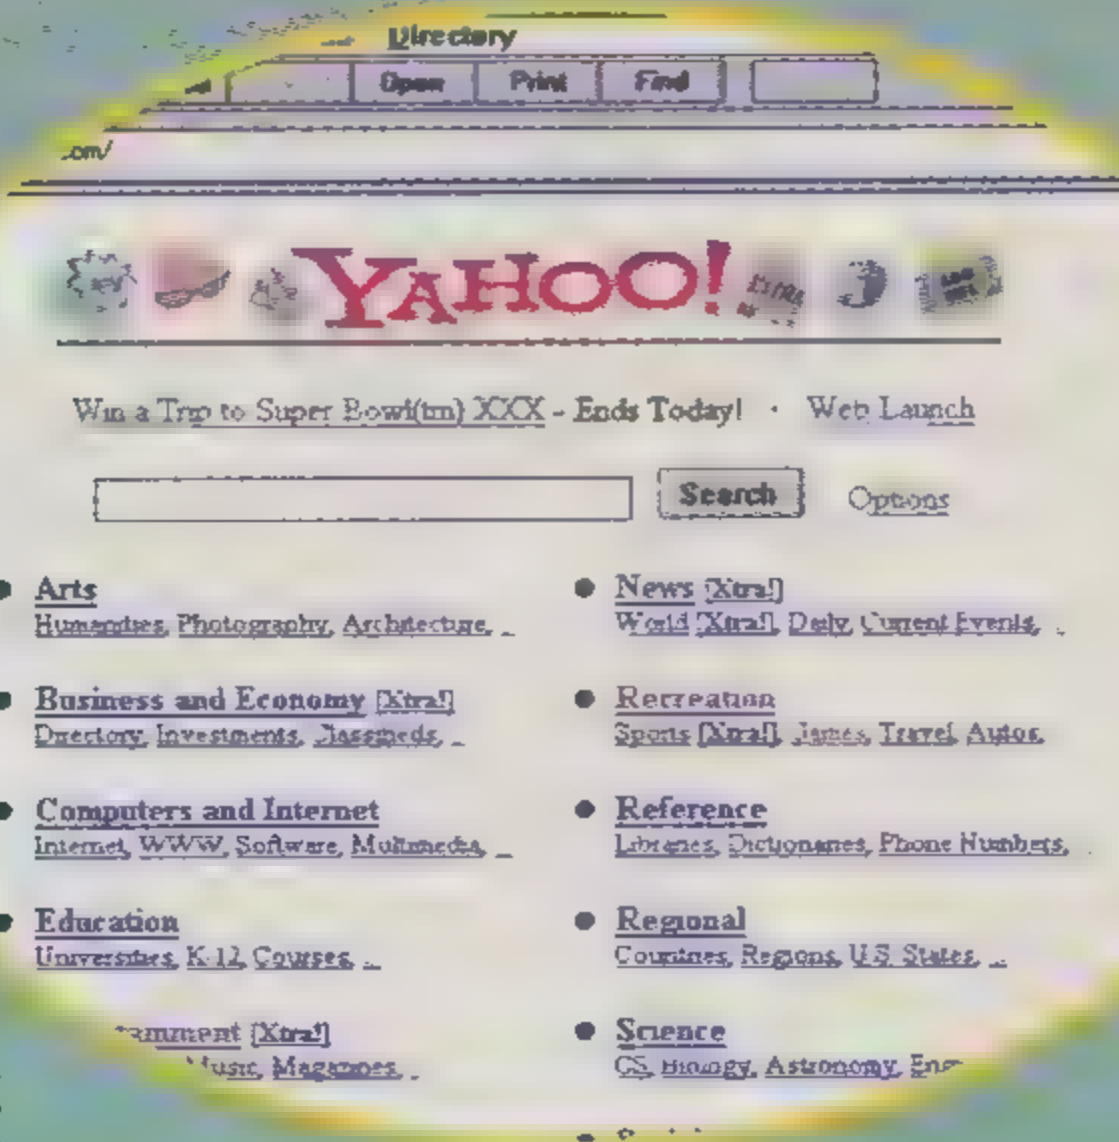 Directory
Open Print Find
.com/
YAHOO!
EXTRA
Win a Trip to Super Bowl(tm) XXX - Ends Today! · Web Launch
Search Options
Arts
Humanities, Photography, Architecture, ...
Business and Economy [Xtra!]
Directory, Investments, Classifieds, ...
Computers and Internet
Internet, WWW, Software, Multimedia, ...
Education
Universities, K-12, Courses, ...
tainment [Xtra!]
Music, Magazines, ...
News [Xtra!]
World [Xtra!], Daily, Current Events, ...
Recreation
Sports [Xtra!], Games, Travel, Autos,
Reference
Libraries, Dictionaries, Phone Numbers,
Regional
Countries, Regions, U.S. States, ...
Science
CS, Biology, Astronomy,